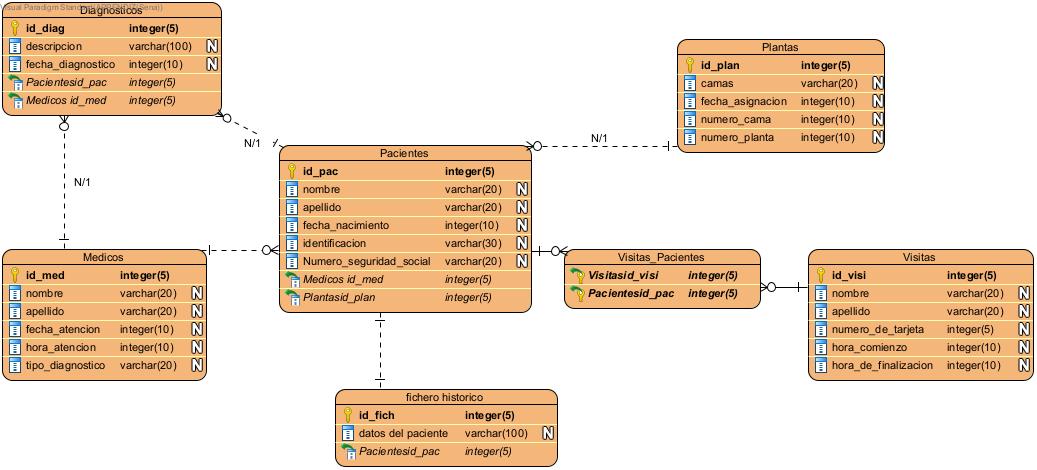 Visual Paradigm Standard(APRENDIZ(Sena))
Diagnosticos
id_diag integer(5)
descripcion varchar(100) N
fecha_diagnostico integer(10) N
Pacientesid_pac integer(5)
Medicos id_med integer(5)
Plantas
id_plan integer(5)
camas varchar(20) N
fecha_asignacion integer(10) N
numero_cama integer(10) N
numero_planta integer(10) N
N/1
N/1
N/1
Pacientes
id_pac integer(5)
nombre varchar(20) N
apellido varchar(20) N
fecha_nacimiento integer(10) N
identificacion varchar(30) N
Numero_seguridad_social varchar(20) N
Medicos id_med integer(5)
Plantasid_plan integer(5)
Medicos
id_med integer(5)
nombre varchar(20) N
apellido varchar(20) N
fecha_atencion integer(10) N
hora_atencion integer(10) N
tipo_diagnostico varchar(20) N
Visitas_Pacientes
Visitasid_visi integer(5)
Pacientesid_pac integer(5)
Visitas
id_visi integer(5)
nombre varchar(20) N
apellido varchar(20) N
numero_de_tarjeta integer(5) N
hora_comienzo integer(10) N
hora_de_finalizacion integer(10) N
fichero historico
id_fich integer(5)
datos del paciente varchar(100) N
Pacientesid_pac integer(5)